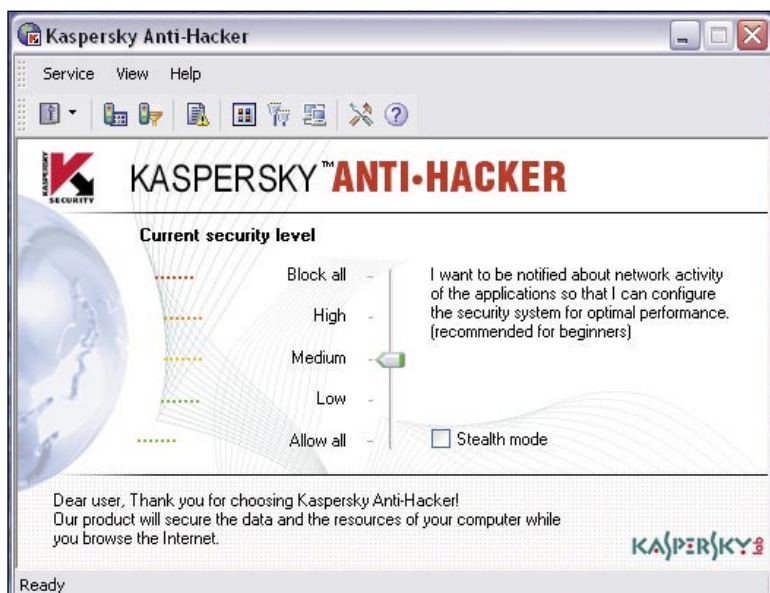 Kaspersky Anti-Hacker
Service View Help
KASPERSKY
SECURITY
KASPERSKY™ANTI•HACKER
Current security level
Block all
High
Medium
Low
Allow all
I want to be notified about network activity
of the applications so that I can configure
the security system for optimal performance.
(recommended for beginners)
Stealth mode
Dear user, Thank you for choosing Kaspersky Anti-Hacker!
Our product will secure the data and the resources of your computer while
you browse the Internet.
KASPERSKY lab
Ready